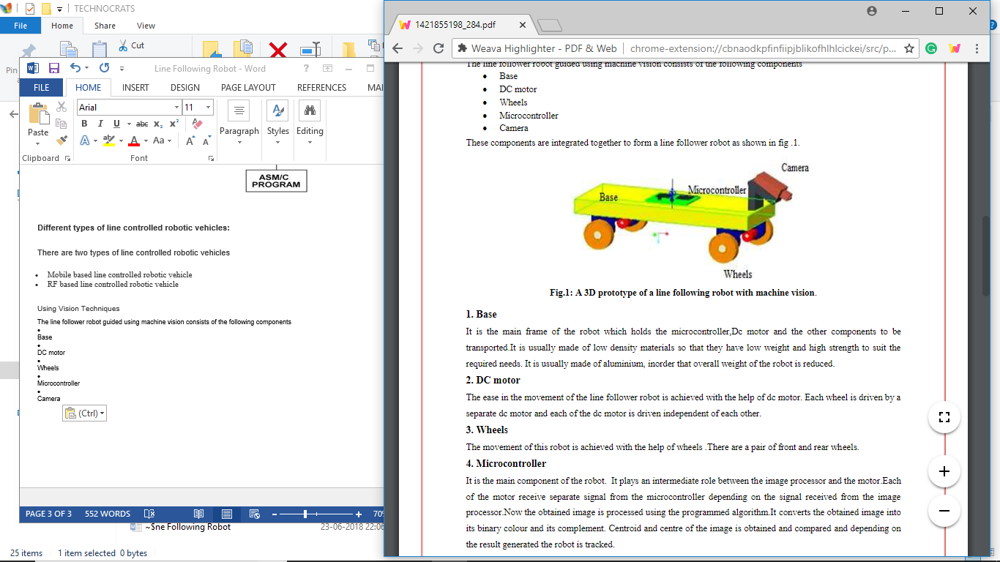 TECHNOCRATS
File
Home
Share
View
Cut
Pin
Line Following Robot - Word
FILE
HOME
INSERT
DESIGN
PAGE LAYOUT
REFERENCES
MAI
Paste
Arial
11
B I U abc x₂ x²
A ab A Aa A A
Paragraph
Styles
Editing
Clipboard
Font
ASM/C
PROGRAM
Different types of line controlled robotic vehicles:
There are two types of line controlled robotic vehicles
• Mobile based line controlled robotic vehicle
• RF based line controlled robotic vehicle
Using Vision Techniques
The line follower robot guided using machine vision consists of the following components
•
Base
•
DC motor
•
Wheels
•
Microcontroller
•
Camera
(Ctrl)
PAGE 3 OF 3
552 WORDS
70
~$ne Following Robot
23-06-2018 22:06
25 items
1 item selected 0 bytes
1421855198_284.pdf
Weava Highlighter - PDF & Web
chrome-extension://cbnaodkpfinfiipjblikofhlhlcickei/src/p...
The line follower robot guided using machine vision consists of the following components
• Base
• DC motor
• Wheels
• Microcontroller
• Camera
These components are integrated together to form a line follower robot as shown in fig .1.
Camera
Microcontroller
Base
Wheels
Fig.1: A 3D prototype of a line following robot with machine vision.
1. Base
It is the main frame of the robot which holds the microcontroller,Dc motor and the other components to be
transported.It is usually made of low density materials so that they have low weight and high strength to suit the
required needs. It is usually made of aluminium, inorder that overall weight of the robot is reduced.
2. DC motor
The ease in the movement of the line follower robot is achieved with the help of dc motor. Each wheel is driven by a
separate dc motor and each of the dc motor is driven independent of each other.
3. Wheels
The movement of this robot is achieved with the help of wheels .There are a pair of front and rear wheels.
4. Microcontroller
It is the main component of the robot. It plays an intermediate role between the image processor and the motor.Each
of the motor receive separate signal from the microcontroller depending on the signal received from the image
processor.Now the obtained image is processed using the programmed algorithm.It converts the obtained image into
its binary colour and its complement. Centroid and centre of the image is obtained and compared and depending on
the result generated the robot is tracked.